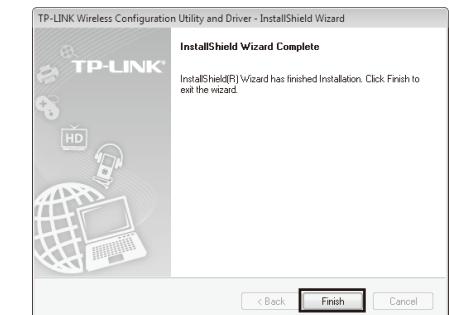 TP-LINK Wireless Configuration Utility and Driver - InstallShield Wizard
InstallShield Wizard Complete
TP-LINK®
InstallShield(R) Wizard has finished Installation. Click Finish to
exit the wizard.
HD
< Back
Finish
Cancel